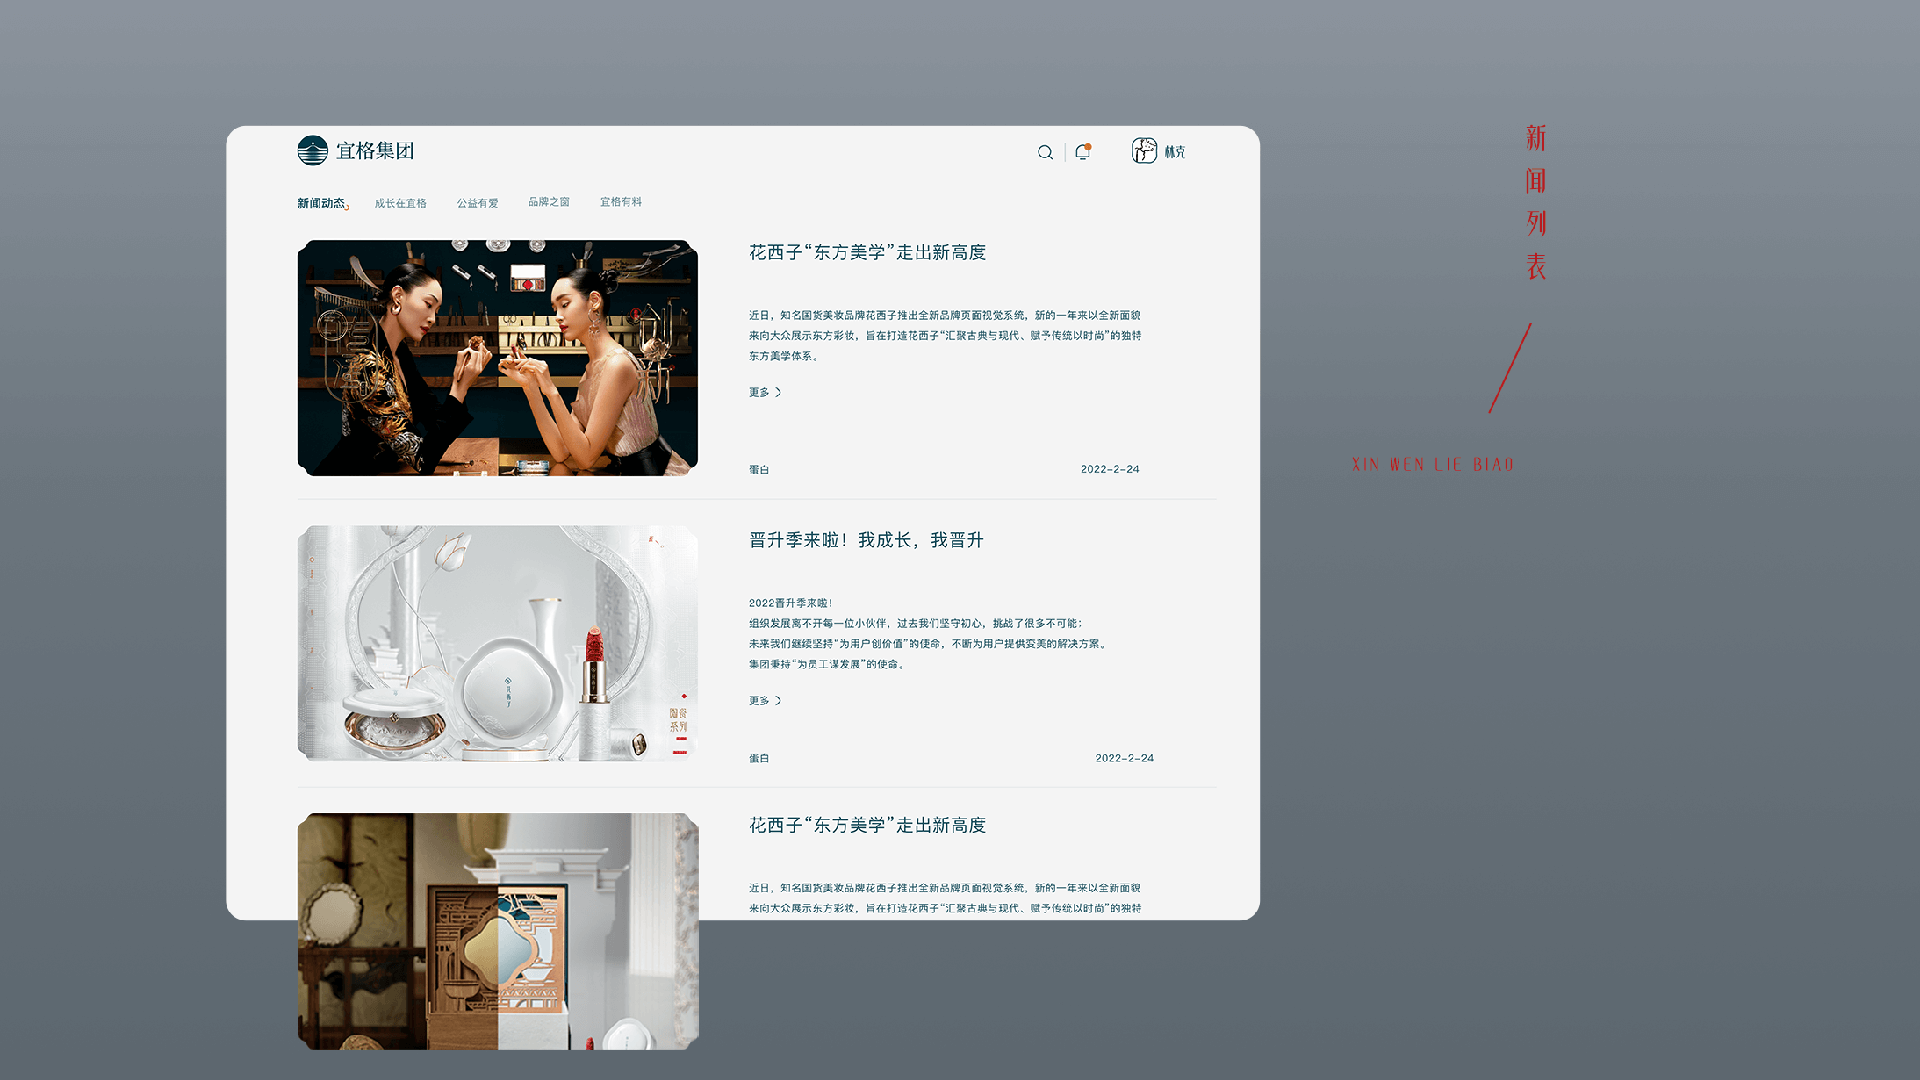 宜格集团
林克
新闻动态
成长在宜格
公益有爱
品牌之窗
宜格有料
花西子“东方美学”走出新高度
近日，知名国货美妆品牌花西子推出全新品牌页面视觉系统，新的一年来以全新面貌
来向大众展示东方彩妆，旨在打造花西子“汇聚古典与现代、赋予传统以时尚”的独特
东方美学体系。
更多
蛋白
2022-2-24
晋升季来啦！我成长，我晋升
2022晋升季来啦！
组织发展离不开每一位小伙伴，过去我们坚守初心，挑战了很多不可能；
未来我们继续坚持“为用户创价值”的使命，不断为用户提供变美的解决方案。
集团秉持“为员工谋发展”的使命。
更多
蛋白
2022-2-24
系列
花西子
花西子“东方美学”走出新高度
近日，知名国货美妆品牌花西子推出全新品牌页面视觉系统，新的一年来以全新面貌
来向大众展示东方彩妆，旨在打造花西子“汇聚古典与现代、赋予传统以时尚”的独特
新闻列表
XIN WEN LIE BIAO